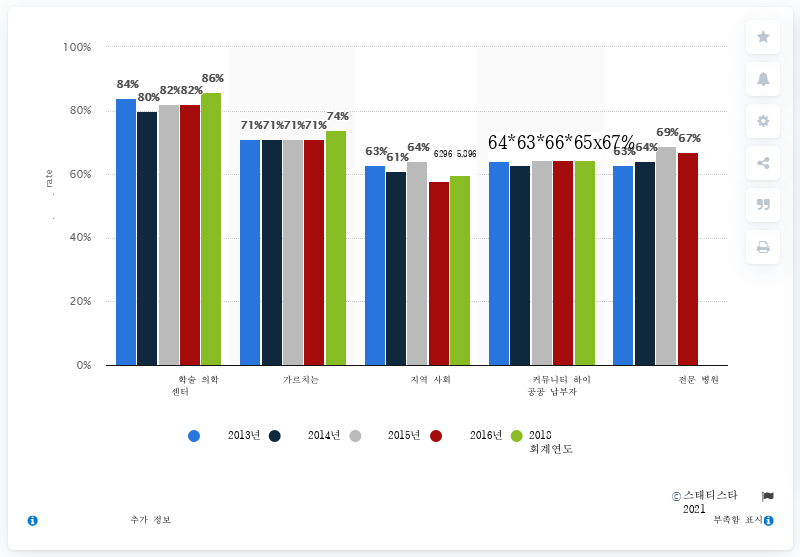 100%
80%
60%
40%
20%
0%
rate
84%
80%
82%
82%
86%
71%
71%
71%
71%
74%
63%
61%
64%
6296 5,896
64*63*66*65x67%
63%
64%
69%
67%
학술 의학
센터
가르치는
지역 사회
커뮤니티 하이
공공 납부자
전문 병원
2013년
2014년
2015년
2016년
2018
회계연도
© 스태티스타
2021
추가 정보
부족함 표시